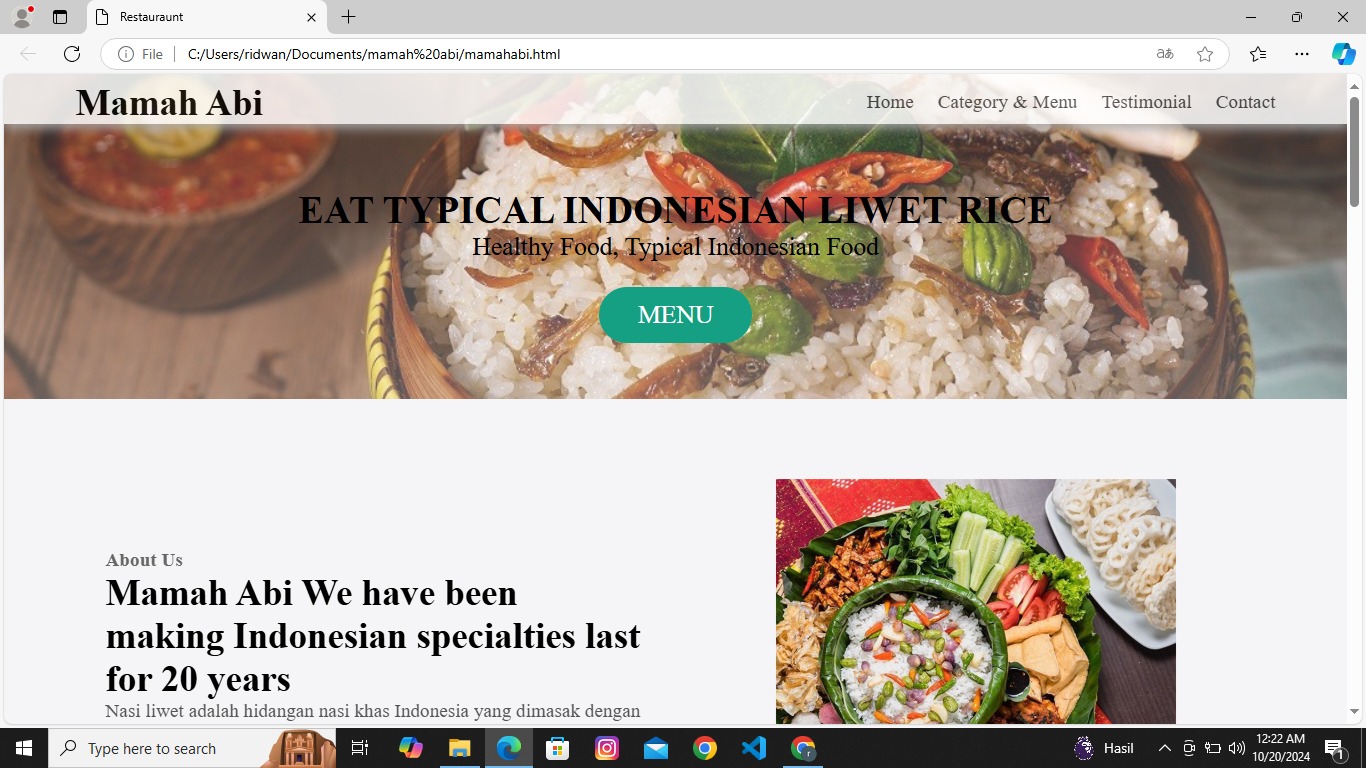 Restauraunt
File
C:/Users/ridwan/Documents/mamah%20abi/mamahabi.html
aあ
Mamah Abi
Home
Category & Menu
Testimonial
Contact
EAT TYPICAL INDONESIAN LIWET RICE
Healthy Food, Typical Indonesian Food
MENU
About Us
Mamah Abi We have been
making Indonesian specialties last
for 20 years
Nasi liwet adalah hidangan nasi khas Indonesia yang dimasak dengan
Type here to search
Hasil
12:22 AM
10/20/2024
1